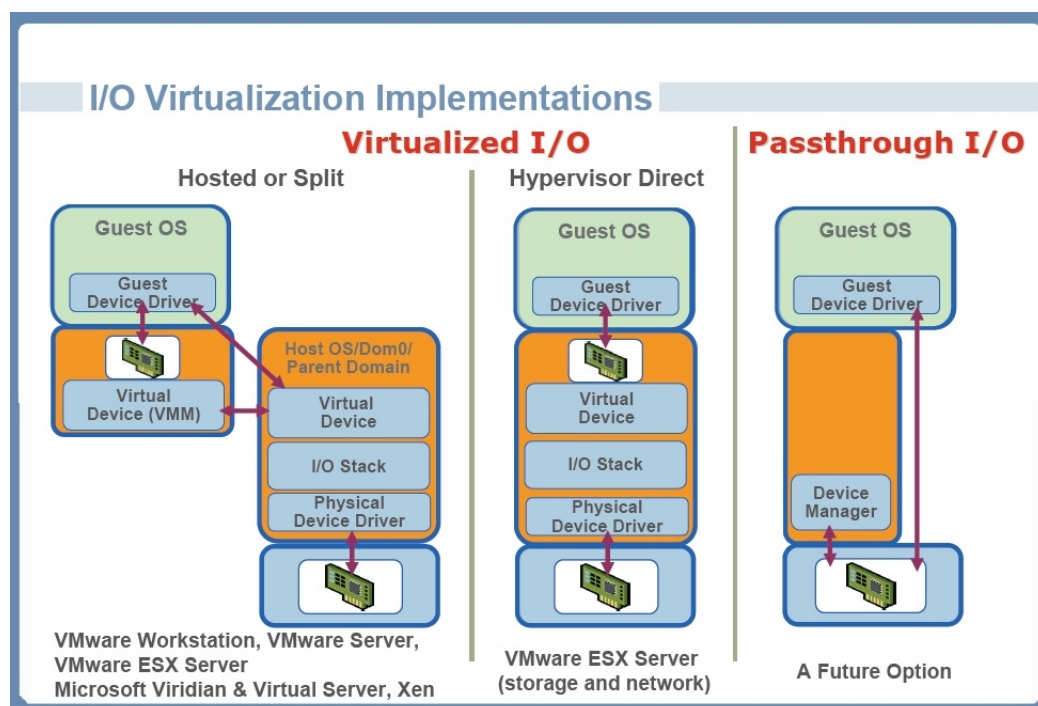 I/O Virtualization Implementations
Virtualized I/O
Passthrough I/O
Hosted or Split
Hypervisor Direct
Guest OS
Guest
Device Driver
Virtual
Device (VMM)
Host OS/Dom0/
Parent Domain
Virtual
Device
I/O Stack
Physical
Device Driver
VMware Workstation, VMware Server,
VMware ESX Server
Microsoft Viridian & Virtual Server, Xen
Guest OS
Guest
Device Driver
Virtual
Device
I/O Stack
Physical
Device Driver
VMware ESX Server
(storage and network)
Guest OS
Guest
Device Driver
Device
Manager
A Future Option